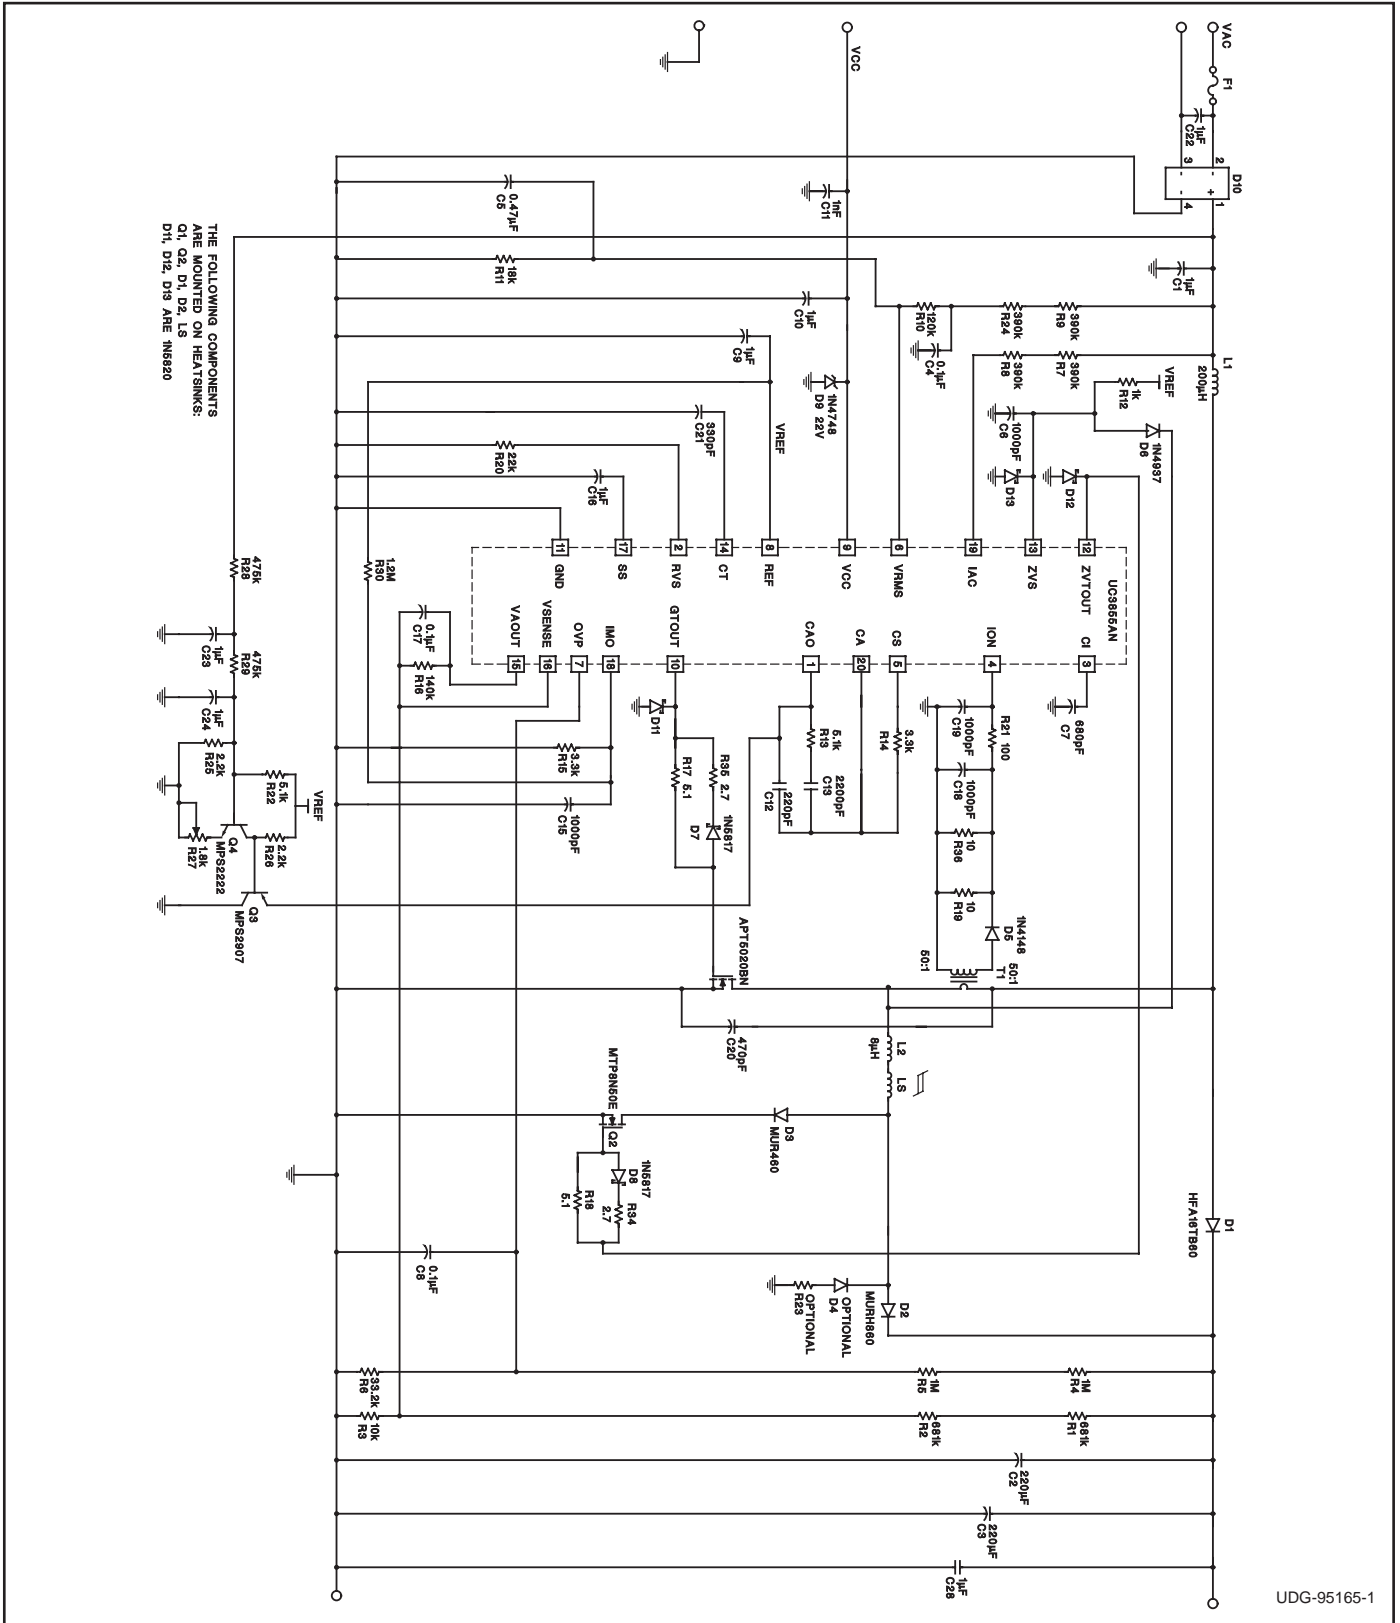 VAC
F1
1µF
C22
D10
2
3
1
4
-
-
+
-
VCC
1nF
C11
0.47µF
C5
1µF
C1
18k
R11
120k
R10
0.1µF
C4
390k
R24
390k
R9
390k
R8
390k
R7
L1
200µH
1µF
C10
1µF
C9
1N4748
D9 22V
VREF
1k
R12
1N4937
D6
1000pF
C6
D13
D12
VREF
330pF
C21
22k
R20
1µF
C16
THE FOLLOWING COMPONENTS
ARE MOUNTED ON HEATSINKS:
Q1, Q2, D1, D2, LS
D11, D12, D13 ARE 1N5820
UC3855AN
11
GND
17
SS
2
RVS
14
CT
8
REF
9
VCC
6
VRMS
19
IAC
13
ZVS
12
ZVTOUT
VAOUT
15
VSENSE
16
OVP
7
IMO
18
GTOUT
10
CAO
1
CA
20
CS
5
ION
4
CI
3
475k
R28
1µF
C23
475k
R29
1µF
C24
1.2M
R30
0.1µF
C17
140k
R16
2.2k
R25
5.1k
R22
VREF
2.2k
R26
1.8k
R27
Q4
MPS2222
Q3
MPS2907
3.3k
R15
1000pF
C15
D11
R17 5.1
R35 2.7
1N5817
D7
5.1k
R13
2200pF
C13
220pF
C12
3.3k
R14
R21 100
1000pF
C19
1000pF
C18
10
R36
10
R19
1N4148
D5
680pF
C7
50:1
T1
50:1
APT5020BN
470pF
C20
L2
8µH
LS
MTP8N50E
Q2
D3
MUR460
1N5817
D8
R34
2.7
R18
5.1
D1
HFA16TB60
0.1µF
C8
D2
MURH860
OPTIONAL
D4
OPTIONAL
R23
33.2k
R6
10k
R3
1M
R5
1M
R4
681k
R2
681k
R1
220µF
C2
220µF
C3
1µF
C28
UDG-95165-1